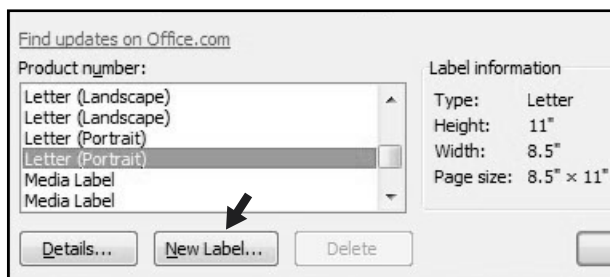 Find updates on Office.com
Product number:
Letter (Landscape)
Letter (Landscape)
Letter (Portrait)
Letter (Portrait)
Media Label
Media Label
Details...
New Label...
Delete
Label information
Type: Letter
Height: 11"
Width: 8.5"
Page size: 8.5" × 11"